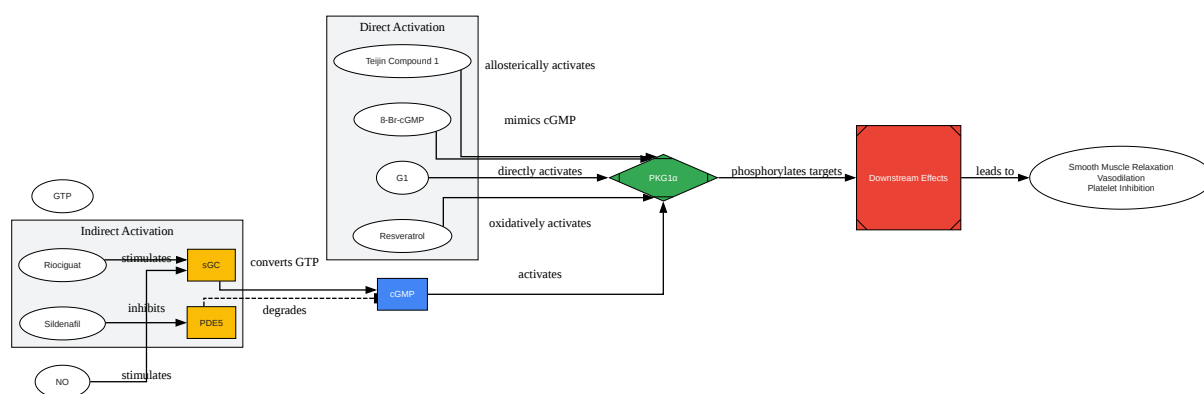 Direct Activation
Teijin Compound 1
allosterically activates
8-Br-cGMP
mimics cGMP
G1
directly activates
PKG1α
phosphorylates targets
Downstream Effects
leads to
Smooth Muscle Relaxation
Vasodilation
Platelet Inhibition
Resveratrol
oxidatively activates
GTP
Indirect Activation
Riociguat
stimulates
sGC
converts GTP
cGMP
activates
Sildenafil
inhibits
PDE5
degrades
NO
stimulates